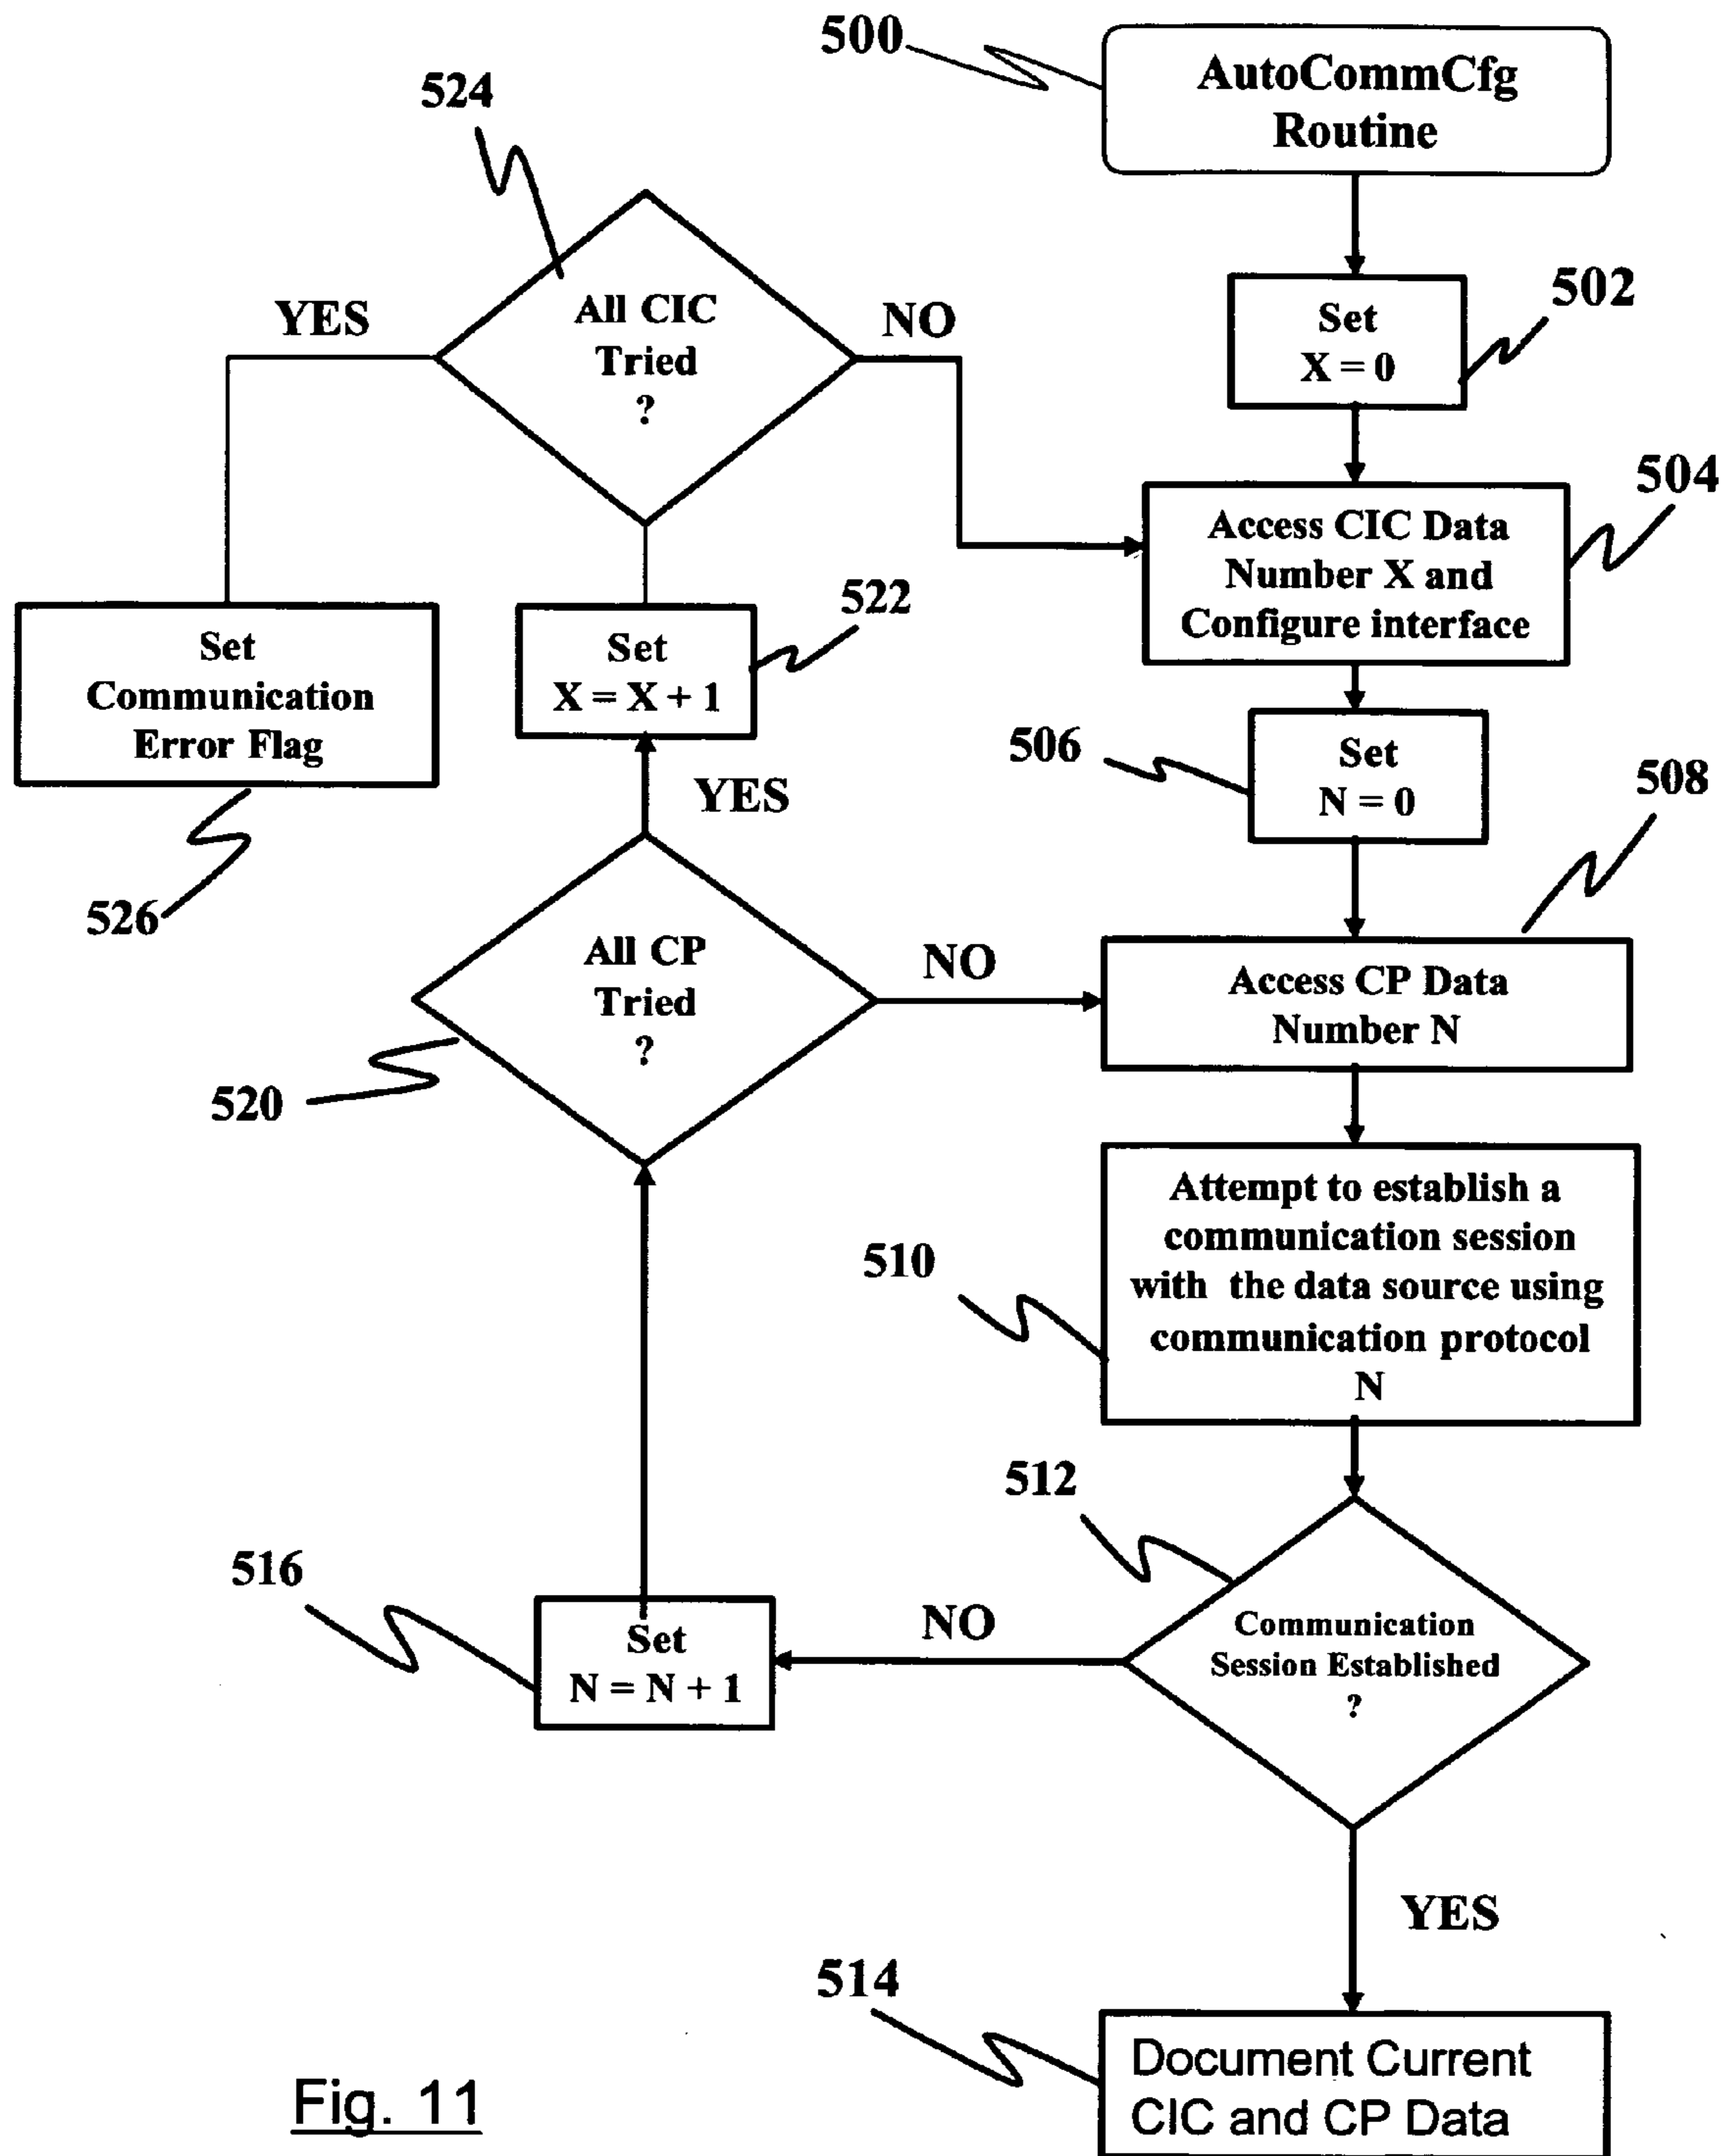 500
AutoCommCfg
Routine
524
502
Set
X = 0
All CIC
Tried
?
YES
NO
504
Access CIC Data
Number X and
Configure interface
522
Set
X = X + 1
Set
Communication
Error Flag
526
506
Set
N = 0
508
YES
All CP
Tried
?
NO
520
Access CP Data
Number N
510
Attempt to establish a
communication session
with the data source using
communication protocol
N
512
Communication
Session Established
?
NO
516
Set
N = N + 1
YES
514
Document Current
CIC and CP Data
Fig. 11